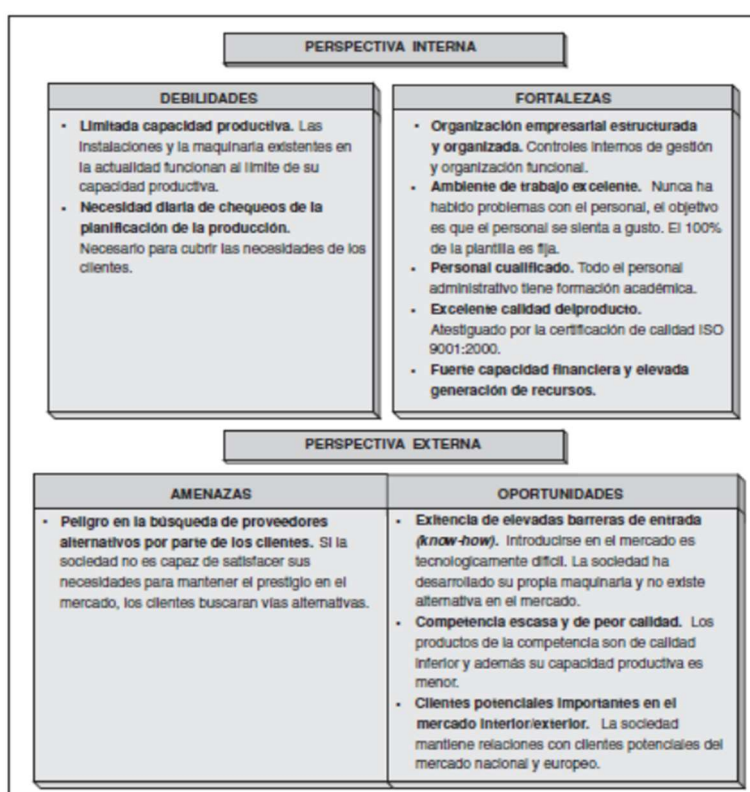 PERSPECTIVA INTERNA
DEBILIDADES
• Limitada capacidad productiva. Las
instalaciones y la maquinaria existentes en
la actualidad funcionan al límite de su
capacidad productiva.
• Necesidad diaria de chequeos de la
planificación de la producción.
Necesario para cubrir las necesidades de los
clientes.
FORTALEZAS
• Organización empresarial estructurada
y organizada. Controles internos de gestión
y organización funcional.
• Ambiente de trabajo excelente. Nunca ha
habido problemas con el personal, el objetivo
es que el personal se sienta a gusto. El 100%
de la plantilla es fija.
• Personal cualificado. Todo el personal
administrativo tiene formación académica.
• Excelente calidad delproducto.
Atestiguado por la certificación de calidad ISO
9001:2000.
• Fuerte capacidad financiera y elevada
generación de recursos.
PERSPECTIVA EXTERNA
AMENAZAS
• Peligro en la búsqueda de proveedores
alternativos por parte de los clientes. Si la
sociedad no es capaz de satisfacer sus
necesidades para mantener el prestigio en el
mercado, los clientes buscaran vías alternativas.
OPORTUNIDADES
• Exitencia de elevadas barreras de entrada
(know-how). Introducirse en el mercado es
tecnologicamente difícil. La sociedad ha
desarrollado su propia maquinaria y no existe
alternativa en el mercado.
• Competencia escasa y de peor calidad. Los
productos de la competencia son de calidad
inferior y además su capacidad productiva es
menor.
• Clientes potenciales importantes en el
mercado interior/exterior. La sociedad
mantiene relaciones con clientes potenciales del
mercado nacional y europeo.